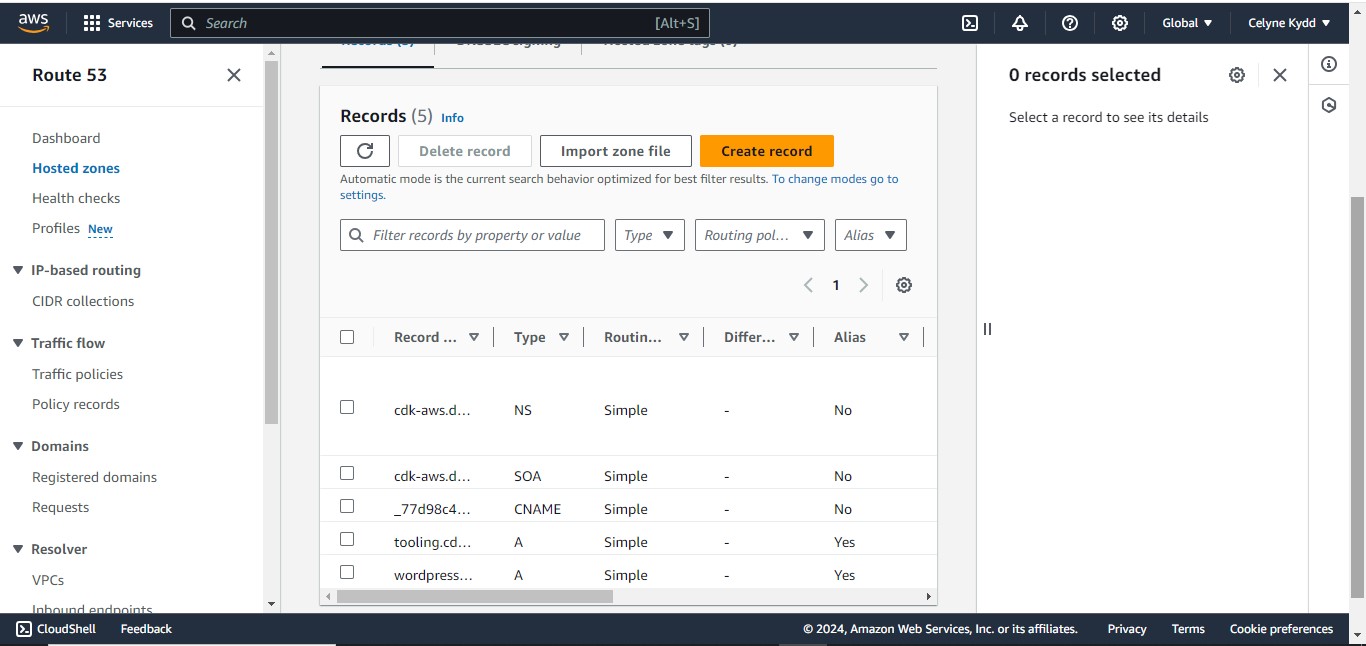 aws
Services
Search
[Alt+S]
Global
Celyne Kydd
Route 53
Dashboard
Hosted zones
Health checks
Profiles New
IP-based routing
CIDR collections
Traffic flow
Traffic policies
Policy records
Domains
Registered domains
Requests
Resolver
VPCs
Inbound endpoints
Records (5) Info
Delete record
Import zone file
Create record
Automatic mode is the current search behavior optimized for best filter results. To change modes go to
settings.
Filter records by property or value
Type
Routing pol...
Alias
1
Record ... Type Routin... Differ... Alias
cdk-aws.d... NS Simple - No
cdk-aws.d... SOA Simple - No
_77d98c4... CNAME Simple - No
tooling.cd... A Simple - Yes
wordpress... A Simple - Yes
0 records selected
Select a record to see its details
CloudShell
Feedback
© 2024, Amazon Web Services, Inc. or its affiliates.
Privacy
Terms
Cookie preferences